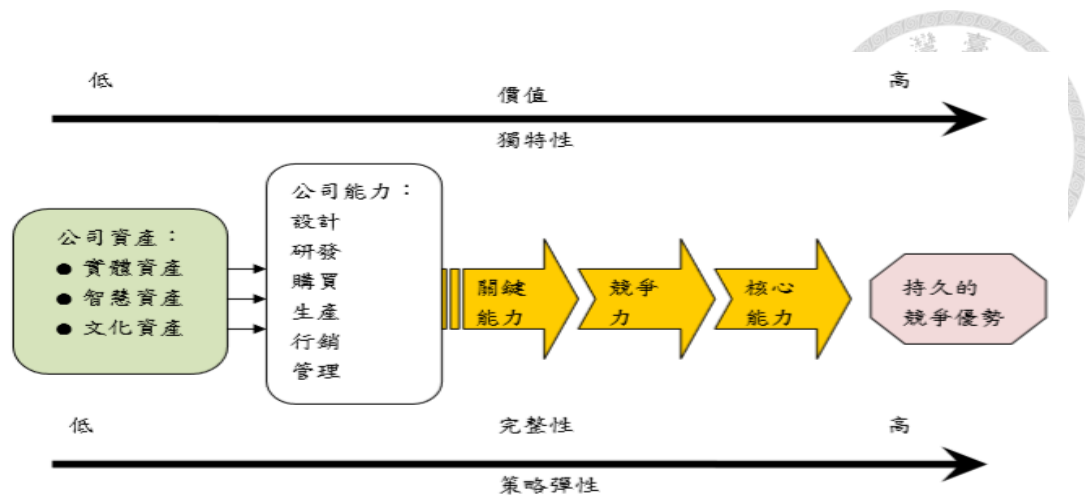 灣 臺
低 高
價值
獨特性
公司資產：
● 實體資產
● 智慧資產
● 文化資產
公司能力：
設計
研發
購買
生產
行銷
管理
關鍵
能力
競爭
力
核心
能力
持久的
競爭優勢
低 完整性 高
策略彈性